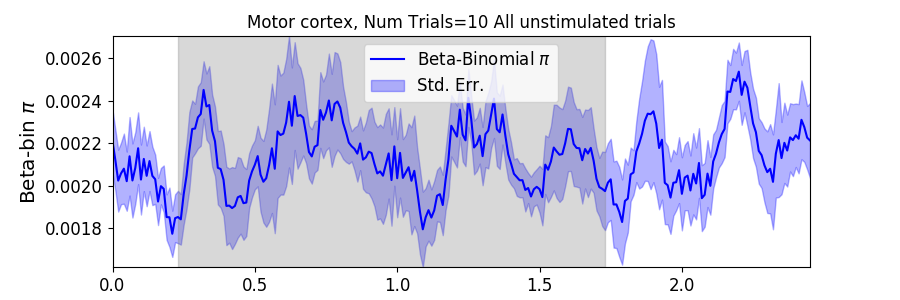 Motor cortex, Num Trials=10 All unstimulated trials
Beta-bin π
0.0026
0.0024
0.0022
0.0020
0.0018
Beta-Binomial π
Std. Err.
0.0
0.5
1.0
1.5
2.0